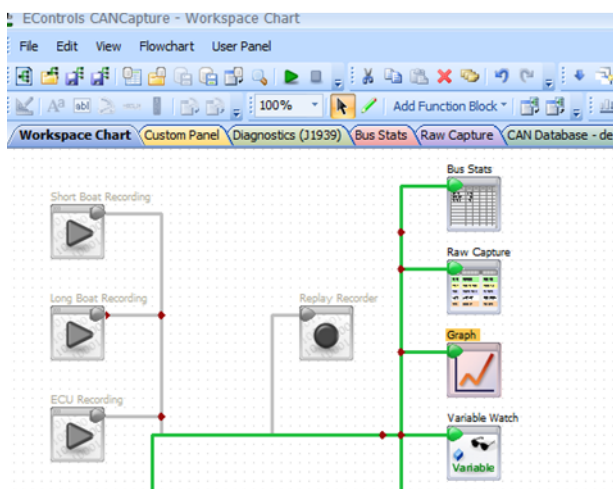 EControls CANCapture - Workspace Chart
File Edit View Flowchart User Panel
100% Add Function Block
Workspace Chart Custom Panel Diagnostics (J1939) Bus Stats Raw Capture CAN Database - de
Bus Stats
Short Boat Recording
Raw Capture
Long Boat Recording
Replay Recorder
Graph
ECU Recording
Variable Watch
Variable